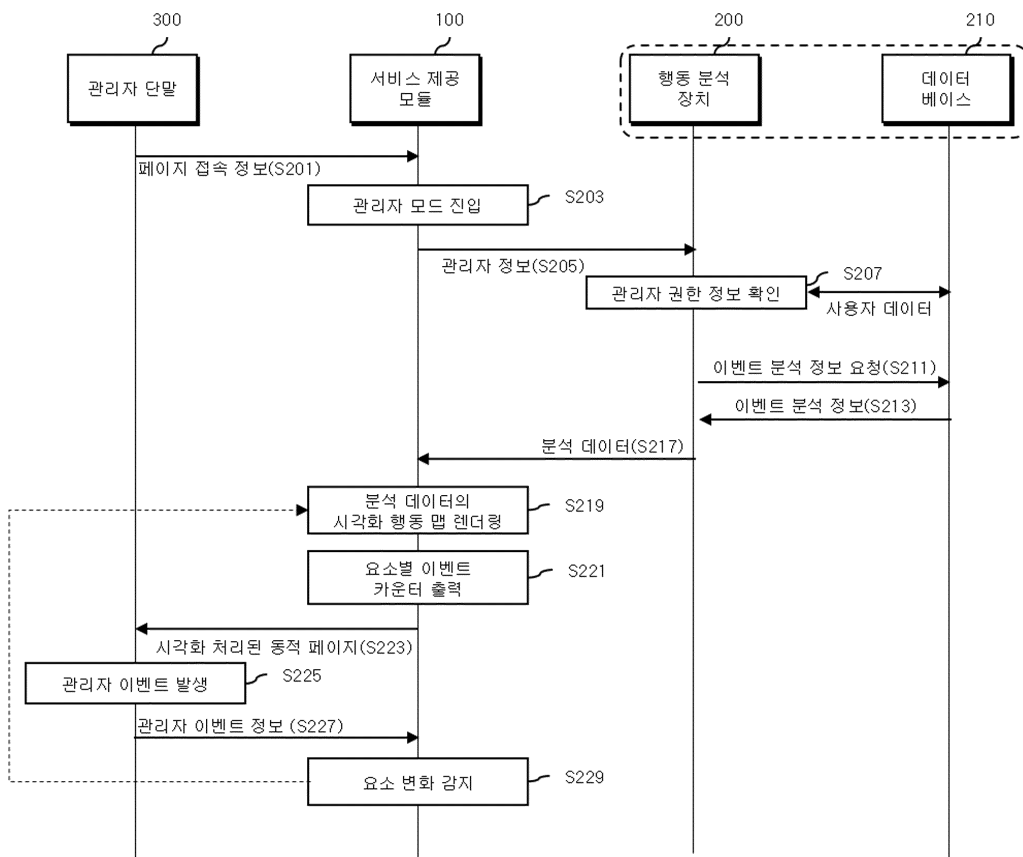 300
100
200
210
관리자 단말
서비스 제공
모듈
행동 분석
장치
데이터
베이스
페이지 접속 정보(S201)
관리자 모드 진입
S203
관리자 정보(S205)
S207
관리자 권한 정보 확인
사용자 데이터
이벤트 분석 정보 요청(S211)
이벤트 분석 정보(S213)
분석 데이터(S217)
분석 데이터의
시각화 행동 맵 렌더링
S219
요소별 이벤트
카운터 출력
S221
시각화 처리된 동적 페이지(S223)
관리자 이벤트 발생
S225
관리자 이벤트 정보 (S227)
요소 변화 감지
S229